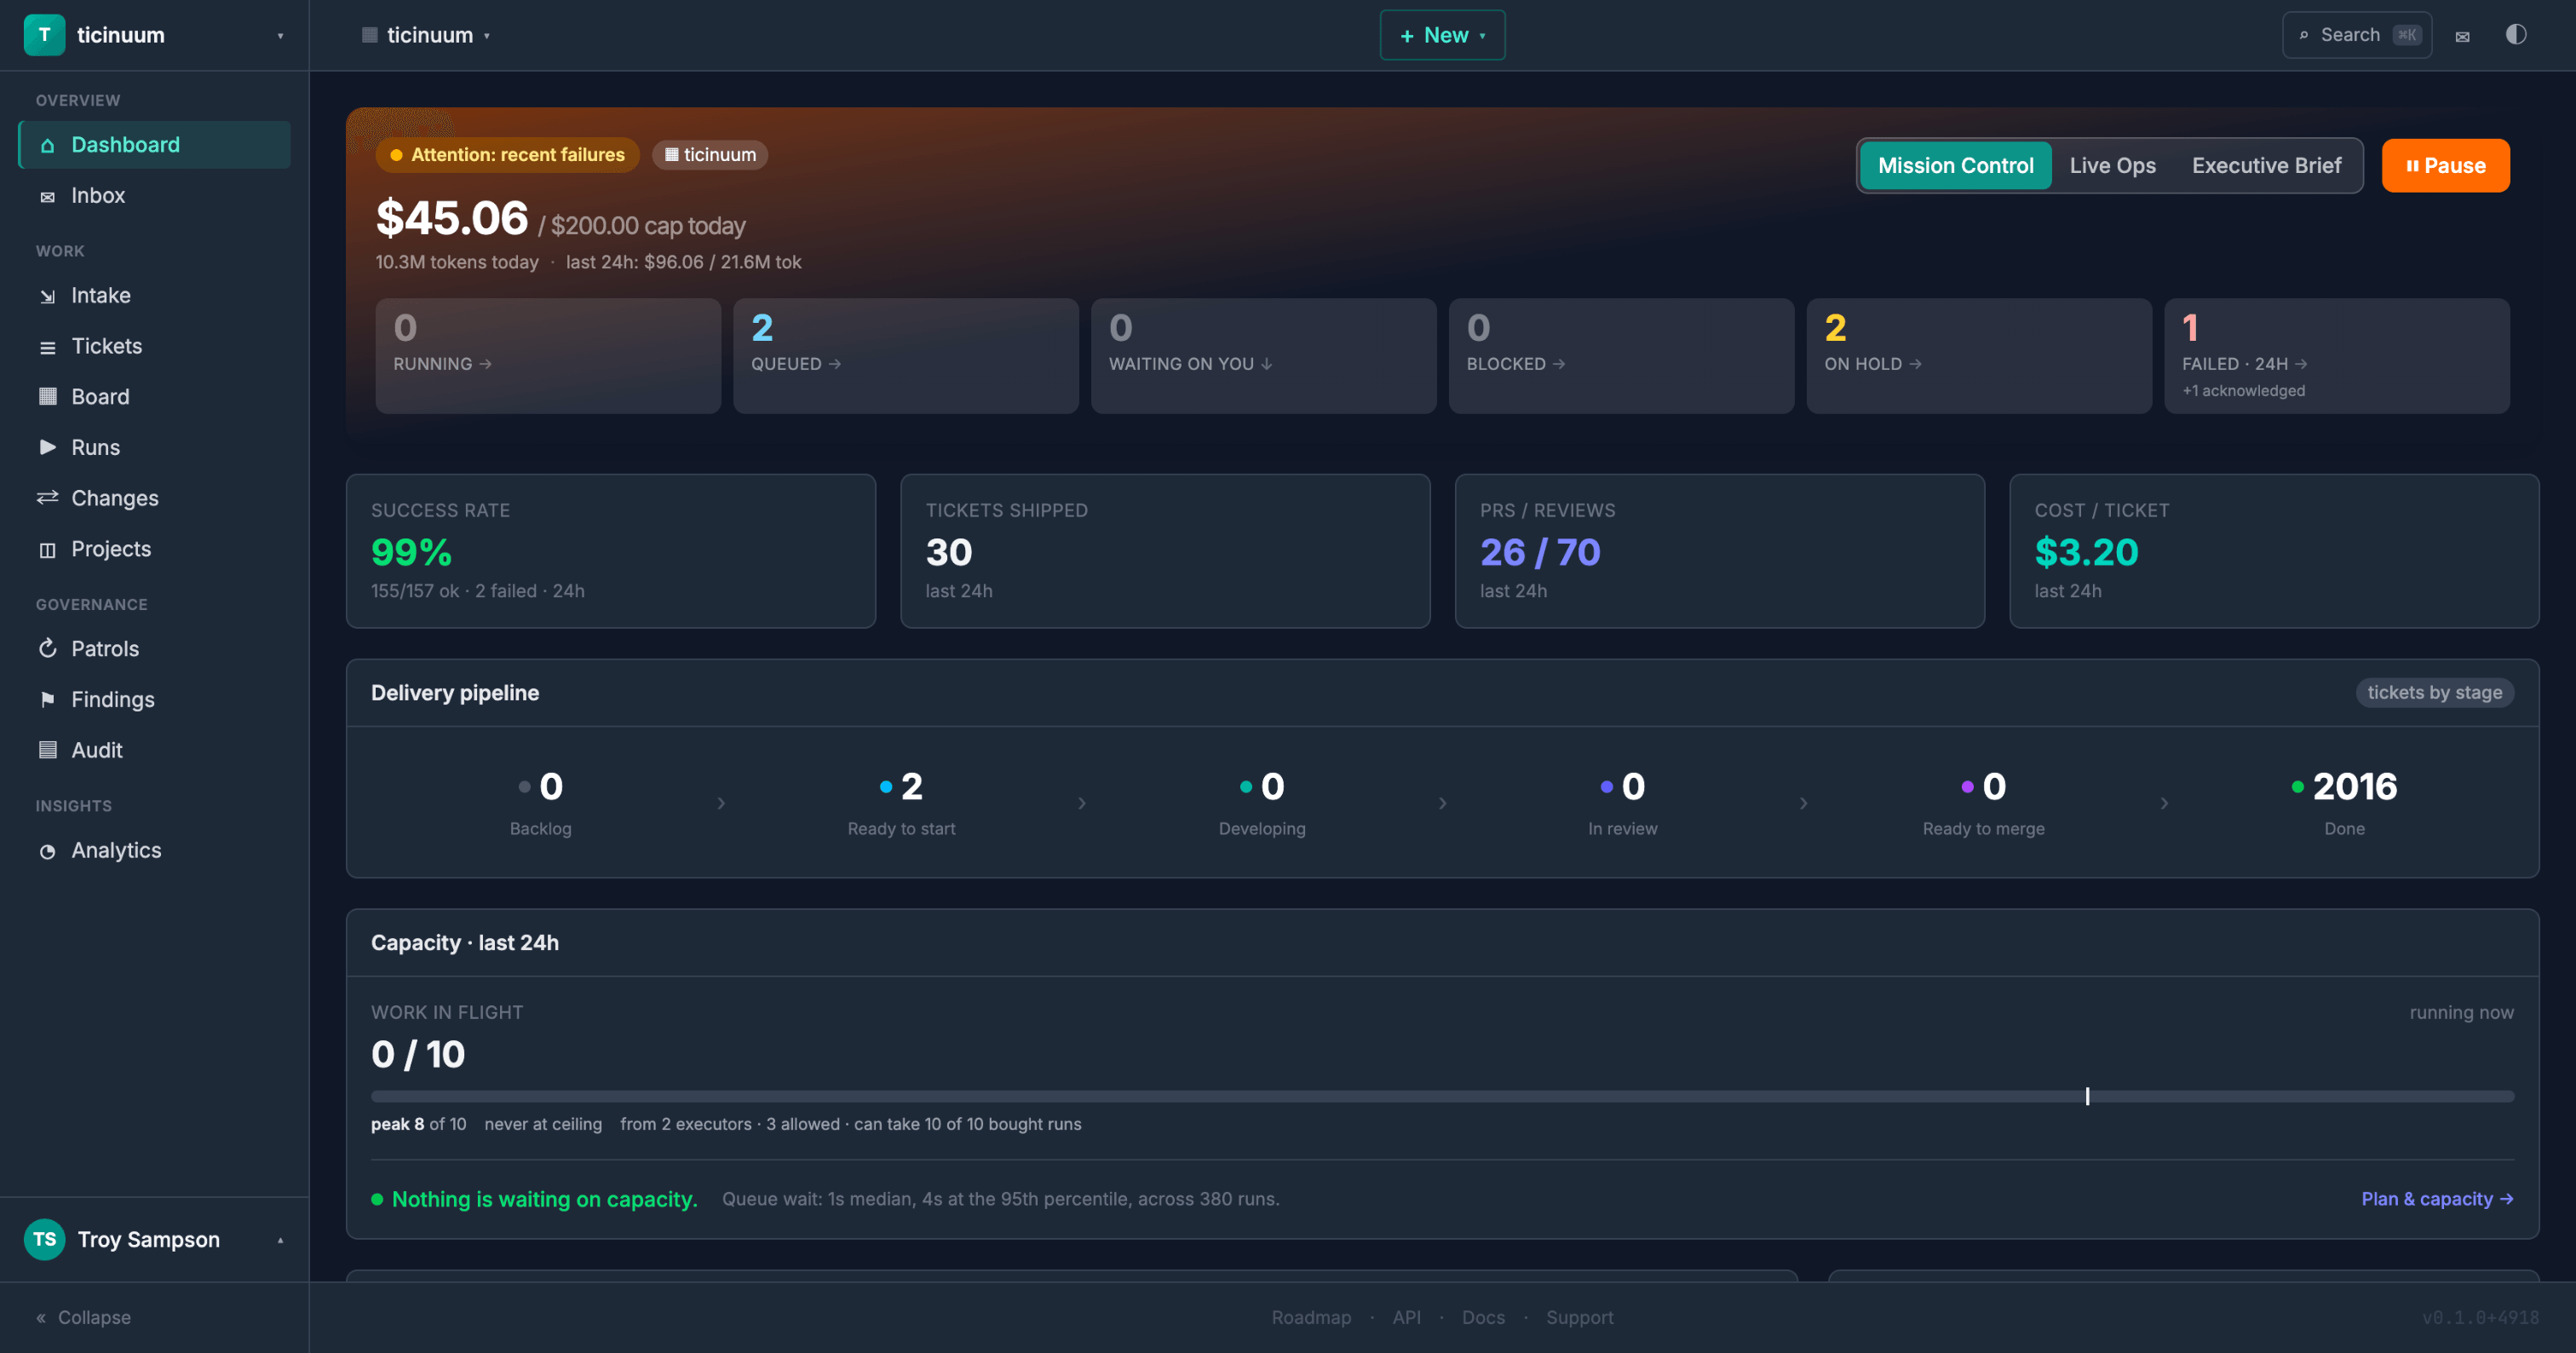 T ticinuum
ticinuum
+ New
Search ⌘K
OVERVIEW
Dashboard
Inbox
WORK
Intake
Tickets
Board
Runs
Changes
Projects
GOVERNANCE
Patrols
Findings
Audit
INSIGHTS
Analytics
TS Troy Sampson
« Collapse
Attention: recent failures
ticinuum
Mission Control Live Ops Executive Brief
Pause
$45.06 / $200.00 cap today
10.3M tokens today · last 24h: $96.06 / 21.6M tok
0
RUNNING →
2
QUEUED →
0
WAITING ON YOU ↓
0
BLOCKED →
2
ON HOLD →
1
FAILED · 24H →
+1 acknowledged
SUCCESS RATE
99%
155/157 ok · 2 failed · 24h
TICKETS SHIPPED
30
last 24h
PRS / REVIEWS
26 / 70
last 24h
COST / TICKET
$3.20
last 24h
Delivery pipeline
tickets by stage
0
Backlog
2
Ready to start
0
Developing
0
In review
0
Ready to merge
2016
Done
Capacity · last 24h
WORK IN FLIGHT
running now
0 / 10
peak 8 of 10 never at ceiling from 2 executors · 3 allowed · can take 10 of 10 bought runs
Nothing is waiting on capacity. Queue wait: 1s median, 4s at the 95th percentile, across 380 runs.
Plan & capacity →
Roadmap · API · Docs · Support
v0.1.0+4918